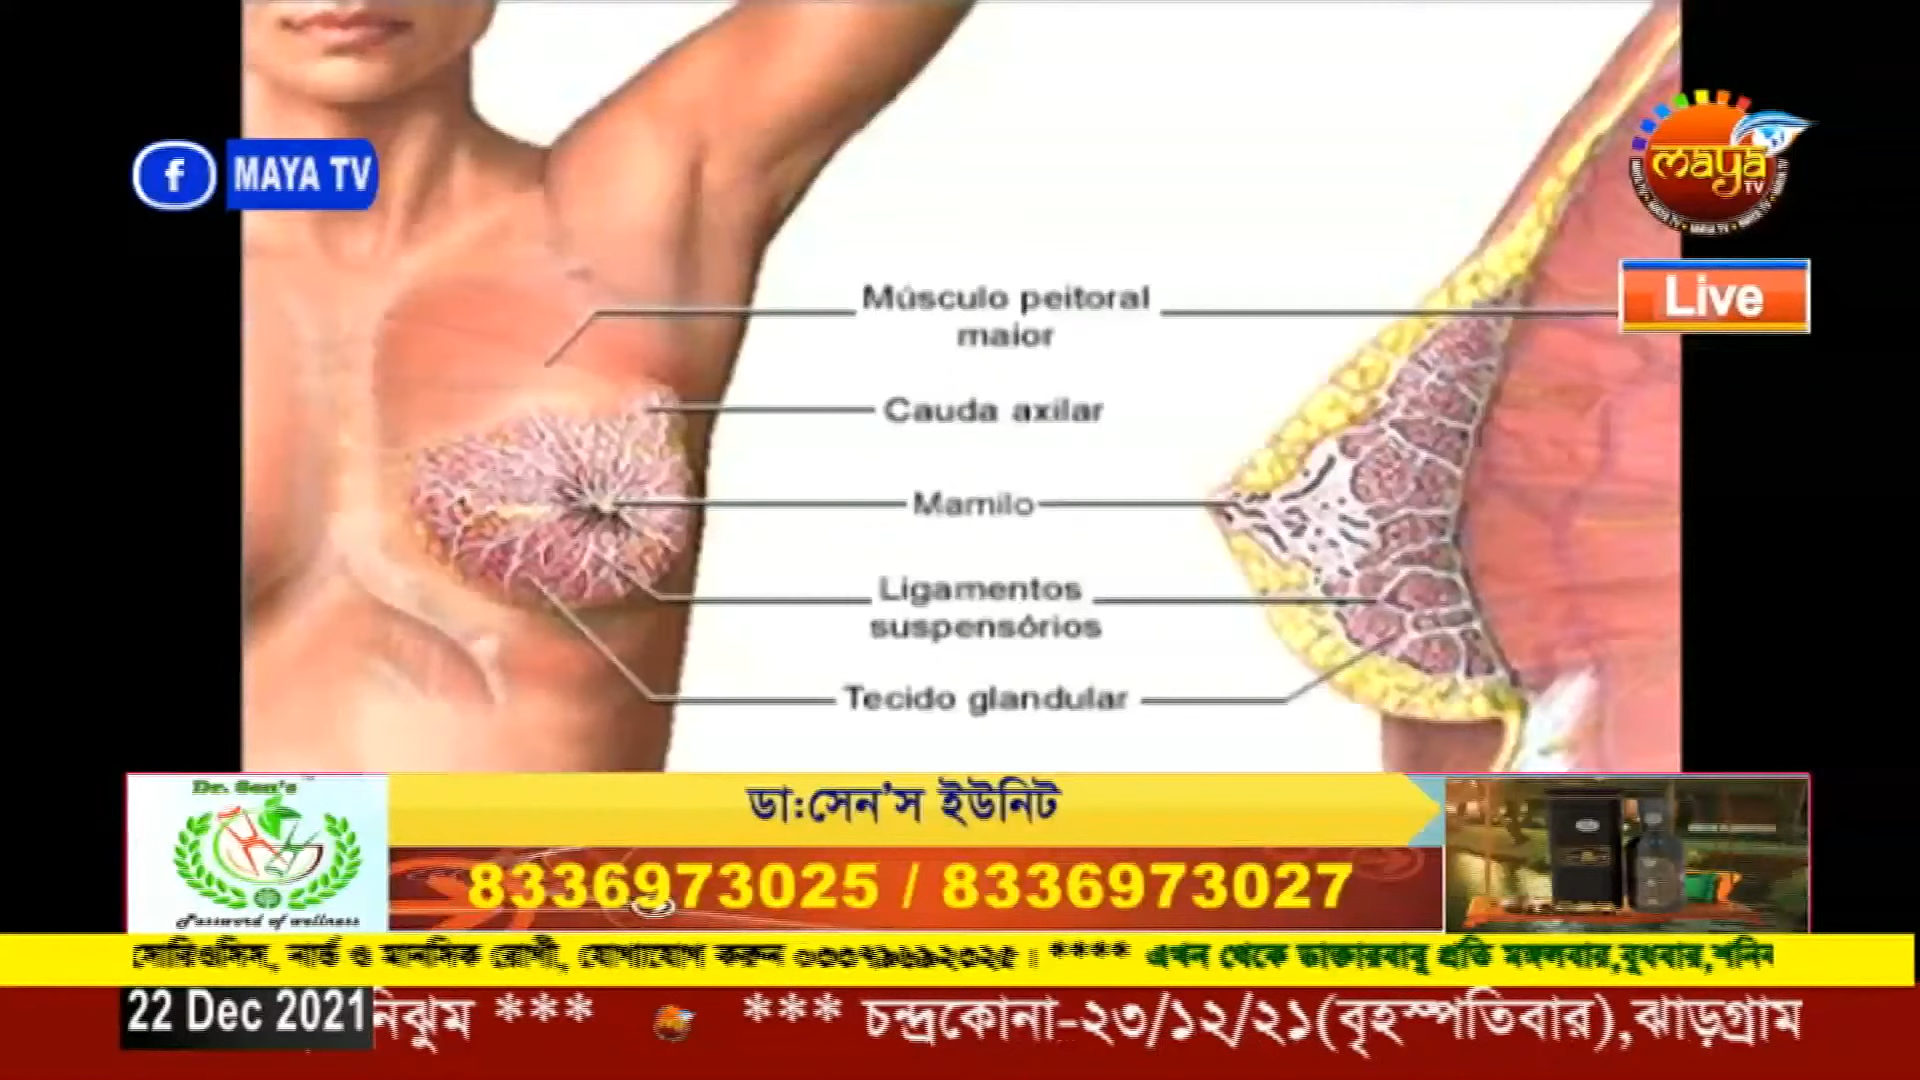 f MAYA TV
maya TV
Live
Músculo peitoral
maior
Cauda axilar
Mamilo
Ligamentos
suspensórios
Tecido glandular
Dr. Sen's
Password of wellness
ডা:সেন'স ইউনিট
8336973025 / 8336973027
নার্ভ ও মানসিক রোগী, যোগাযোগ করুন **** এখন থেকে ডাক্তারবাবু প্রতি মঙ্গলবার,বুধবার,শনি
22 Dec 2021
নিঝুম *** *** চন্দ্রকোনা-২৩/১২/২১(বৃহস্পতিবার),ঝাড়গ্রাম